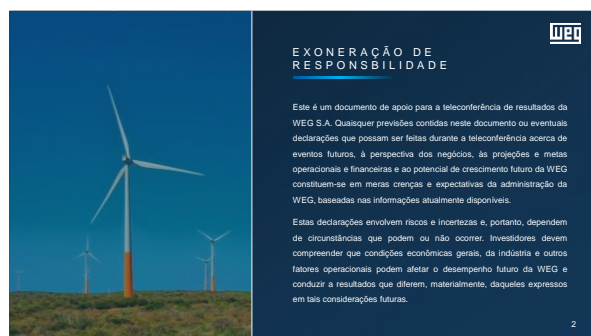 WEG
EXONERAÇÃO DE
RESPONSBILIDADE
Este é um documento de apoio para a teleconferência de resultados da
WEG S.A. Quaisquer previsões contidas neste documento ou eventuais
declarações que possam ser feitas durante a teleconferência acerca de
eventos futuros, à perspectiva dos negócios, às projeções e metas
operacionais e financeiras e ao potencial de crescimento futuro da WEG
constituem-se em meras crenças e expectativas da administração da
WEG, baseadas nas informações atualmente disponíveis.
Estas declarações envolvem riscos e incertezas e, portanto, dependem
de circunstâncias que podem ou não ocorrer. Investidores devem
compreender que condições econômicas gerais, da indústria e outros
fatores operacionais podem afetar o desempenho futuro da WEG e
conduzir a resultados que diferem, materialmente, daqueles expressos
em tais considerações futuras.
2